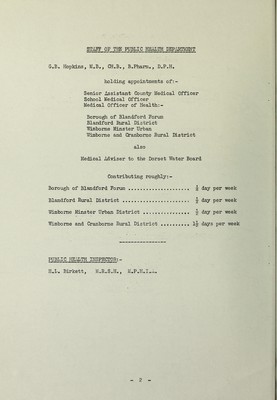 STAFF OF THE PUBLIC HEALTH DEPARTMENT
G.B. Hopkins, M.B., CH.B., B.Pharm., D.P.H.
holding appointments of:-
Senior Assistant County Medical Officer
School Medical Officer
Medical Officer of Health:-
Borough of Blandford Forum
Blandford Rural District
Wimborne Minster Urban
Wimborne and Cranborne Rural District
also
Medical Adviser to the Dorset Water Board
Contributing roughly:-
Borough of Blandford Forum .................... day per week
Blandford Rural District ...................... ½ day per week
Wimborne Minster Urban District ............... ½ day per week
Wimborne and Cranborne Rural District .......... 1½ days per week
---------------
PUBLIC HEALTH INSPECTOR:-
Birkett, M.R.S.H., M.P.H.I.A.
- 2 -